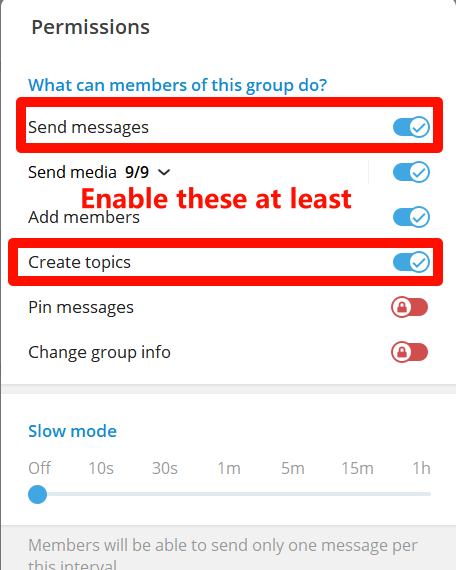 Permissions
What can members of this group do?
Send messages
Send media 9/9
Enable these at least
Add members
Create topics
Pin messages
Change group info
Slow mode
Off 10s 30s 1m 5m 15m 1h
Members will be able to send only one message per
this interval